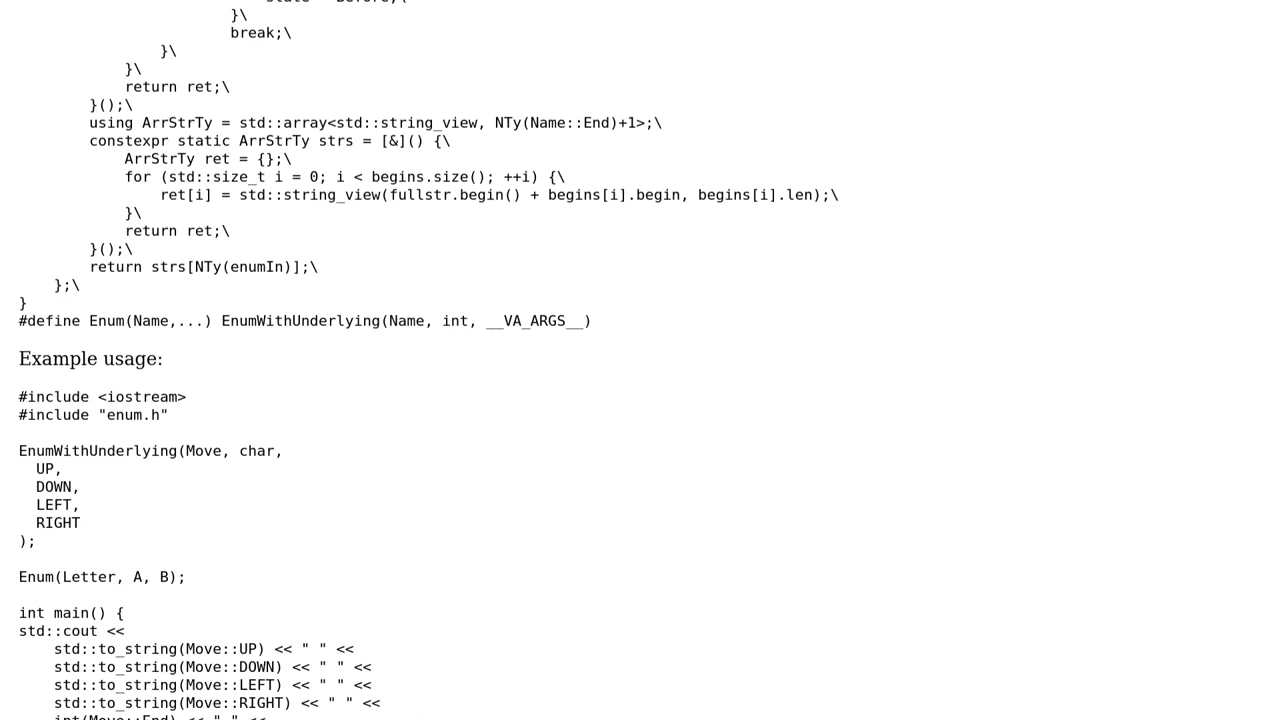 }\
break;\
}\
}\
return ret;\
}();\
using ArrStrTy = std::array<std::string_view, NTy(Name::End)+1>;\
constexpr static ArrStrTy strs = [&]() {\
ArrStrTy ret = {};\
for (std::size_t i = 0; i < begins.size(); ++i) {\
ret[i] = std::string_view(fullstr.begin() + begins[i].begin, begins[i].len);\
}\
return ret;\
}();\
return strs[NTy(enumIn)];\
};\
}
#define Enum(Name,...) EnumWithUnderlying(Name, int, __VA_ARGS__)
Example usage:
#include <iostream>
#include "enum.h"
EnumWithUnderlying(Move, char,
UP,
DOWN,
LEFT,
RIGHT
);
Enum(Letter, A, B);
int main() {
std::cout <<
std::to_string(Move::UP) << " " <<
std::to_string(Move::DOWN) << " " <<
std::to_string(Move::LEFT) << " " <<
std::to_string(Move::RIGHT) << " " <<
int(Move::End) << " " <<